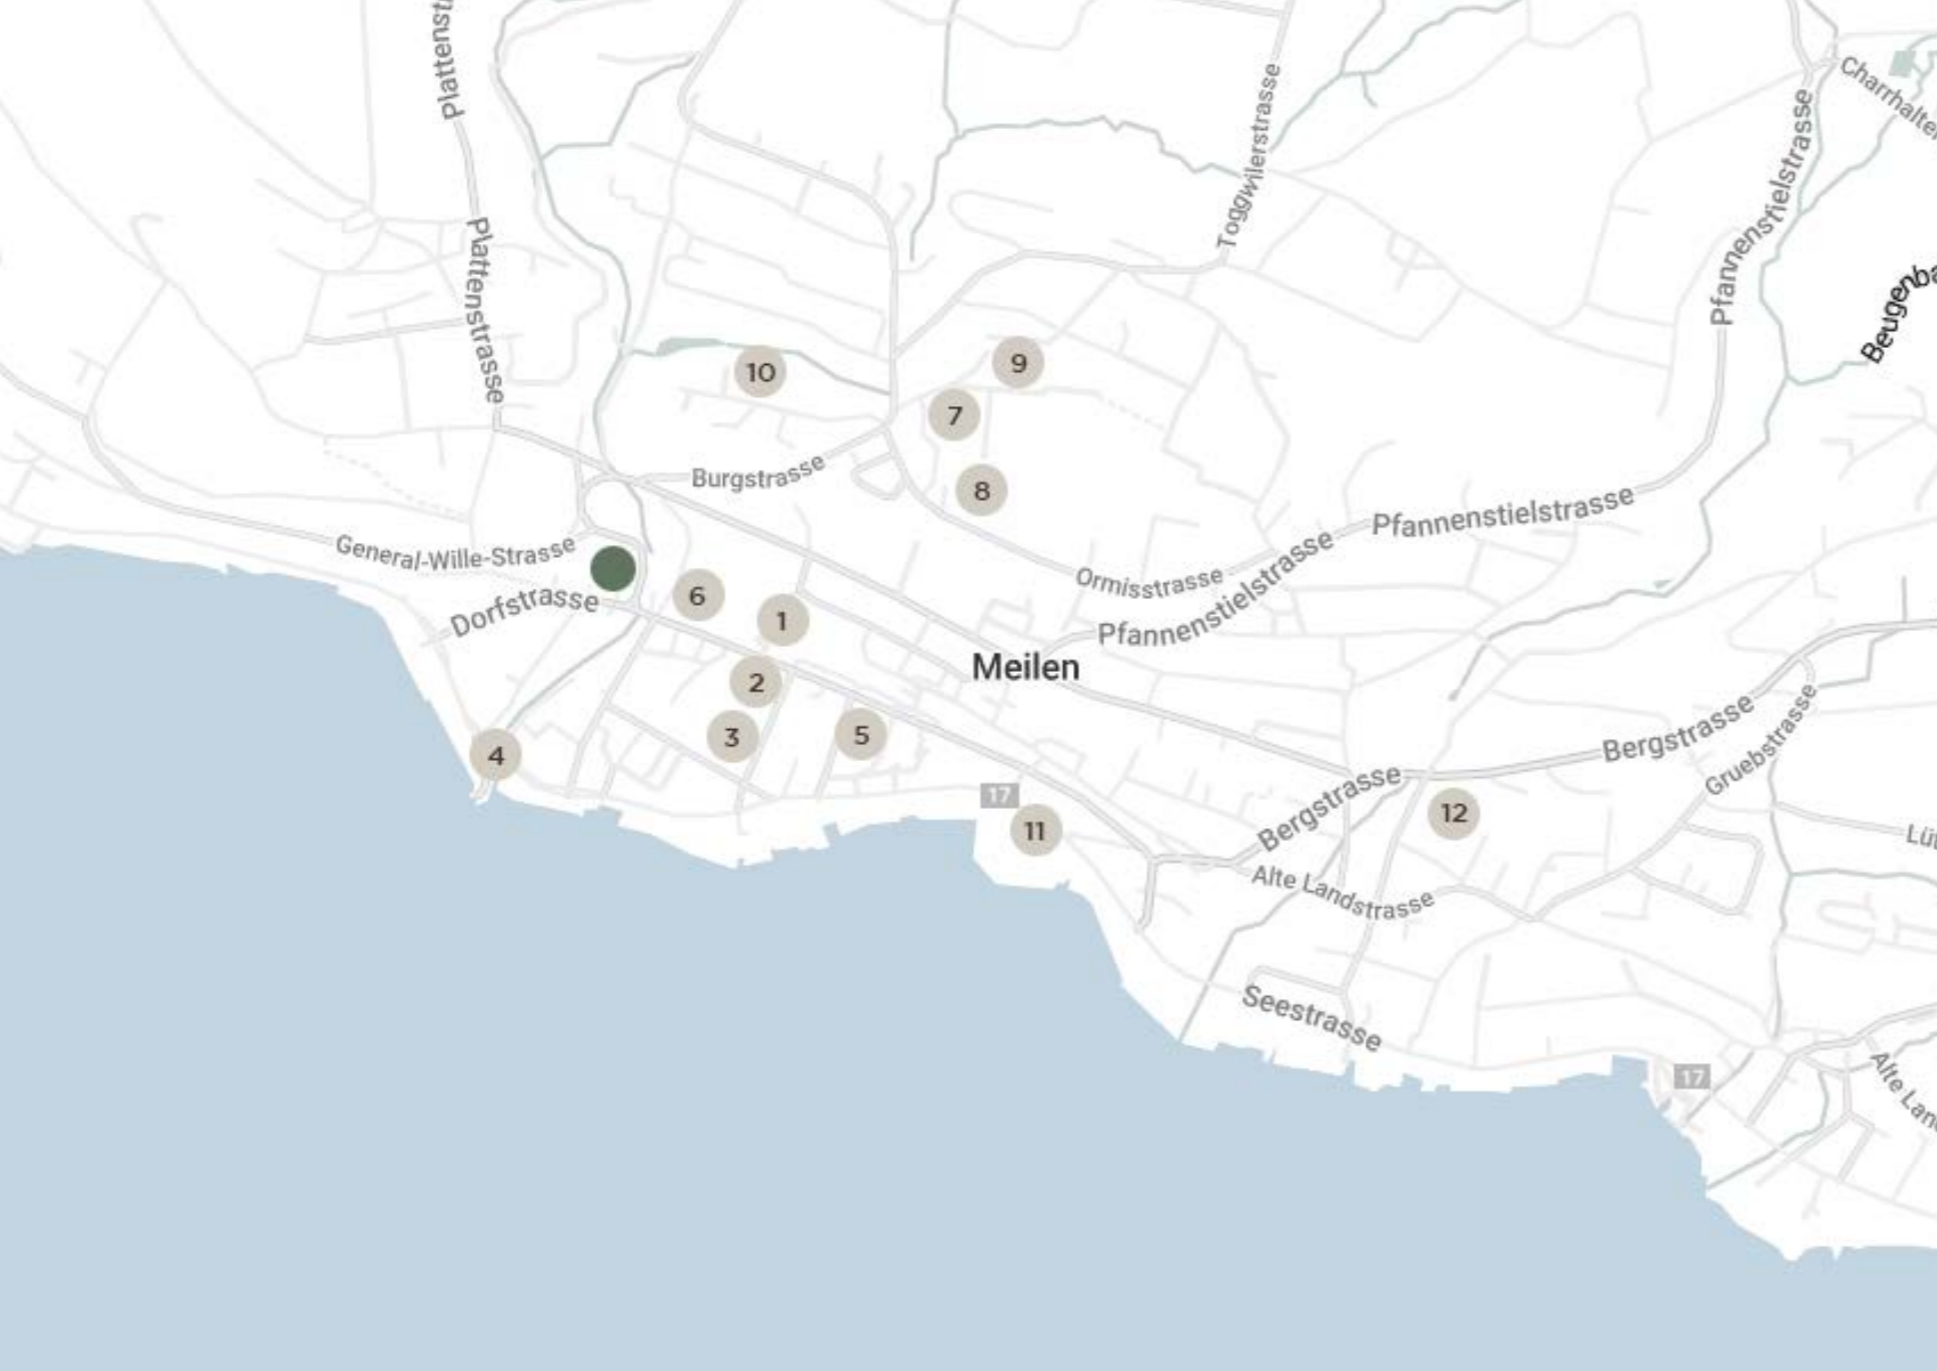 Plattenst
Charrhalte
Toggwilerstrasse
Pfannenstielstrasse
Plattenstrasse
Beugenba
9
10
7
Burgstrasse
8
Pfannenstielstrasse
General-Wille-Strasse
Ormisstrasse
Pfannenstielstrasse
Dorfstrasse
6
1
Meilen
2
3
5
4
Bergstrasse
Gruebstrasse
17
11
Bergstrasse
12
Lüt
Alte Landstrasse
Seestrasse
17
Alte Lan